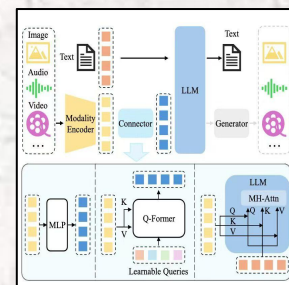 Image
Text
Text
Audio
Video
...
Modality
Encoder
Connector
LLM
Generator
...
MLP
K
V
Q-Former
Learnable Queries
LLM
MH-Attn
Q
K
V
Q
K
V